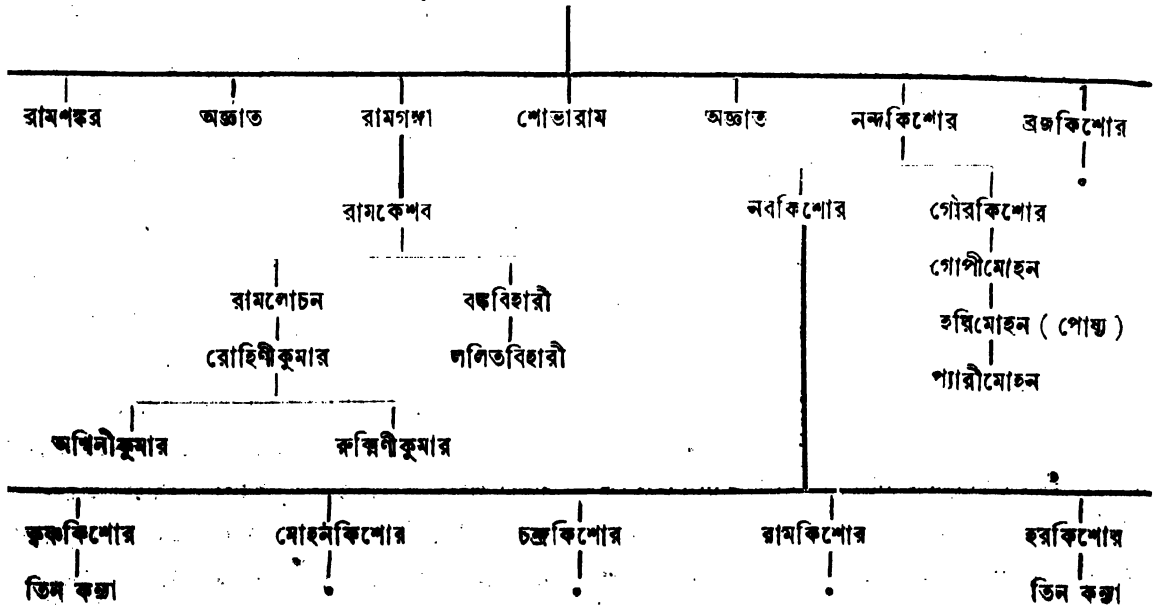 রামশঙ্কর অজ্ঞাত রামগঙ্গা শোভারাম অজ্ঞাত নন্দকিশোর ব্রজকিশোর
রামকেশব নবকিশোর গৌরকিশোর
গোপীমোহন
রামলোচন বঙ্কবিহারী
হরিমোহন ( পোষ্য )
রোহিণীকুমার ললিতবিহারী
প্যারীমোহন
অশ্বিনীকুমার রুক্মিণীকুমার
কৃষ্ণকিশোর মোহনকিশোর চন্দ্রকিশোর রামকিশোর হরকিশোর
তিন কন্যা তিন কন্যা